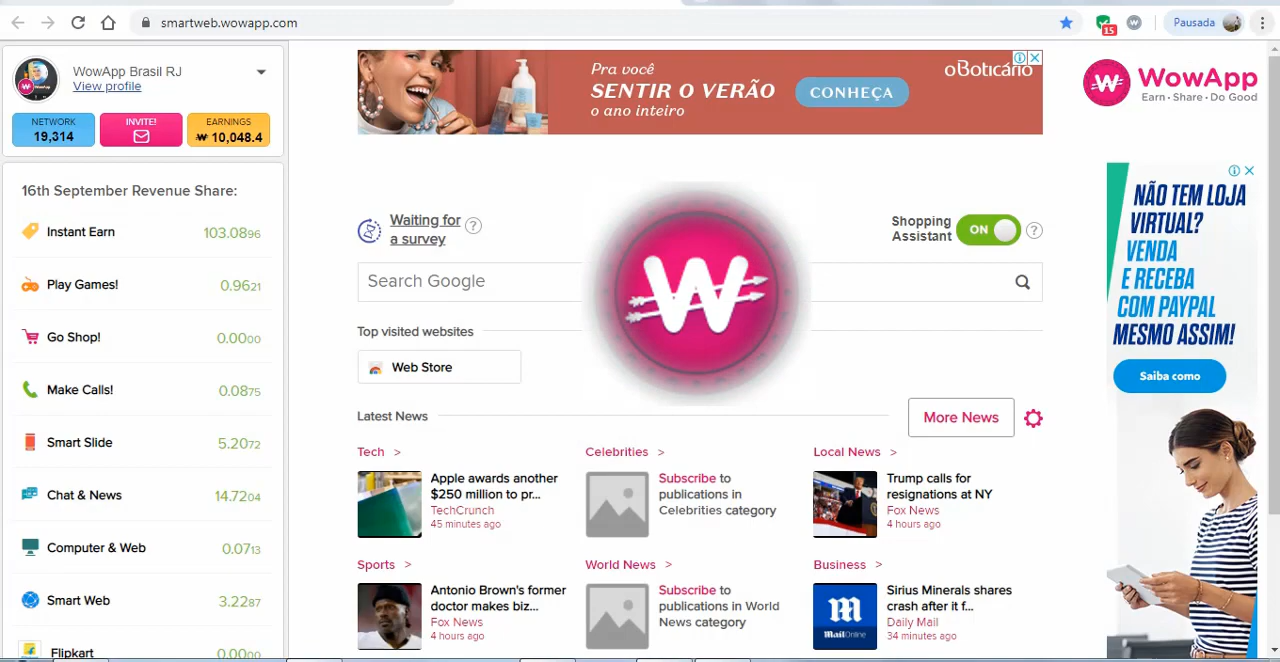 smartweb.wowapp.com
15
Pausada
WowApp Brasil RJ
View profile
NETWORK
19,314
INVITE!
EARNINGS
10,048.4
16th September Revenue Share:
Instant Earn 103.0896
Play Games! 0.9621
Go Shop! 0.0000
Make Calls! 0.0875
Smart Slide 5.2072
Chat & News 14.7204
Computer & Web 0.0713
Smart Web 3.2287
Flipkart 0.0000
Pra você
SENTIR O VERÃO
o ano inteiro
CONHEÇA
oBoticário
WowApp
Earn • Share • Do Good
Waiting for
a survey
?
Shopping
Assistant
ON
?
Search Google
W
Top visited websites
Web Store
Latest News
More News
Tech >
Apple awards another
$250 million to pr...
TechCrunch
45 minutes ago
Celebrities >
Subscribe to
publications in
Celebrities category
Local News >
Trump calls for
resignations at NY
Fox News
4 hours ago
Sports >
Antonio Brown's former
doctor makes biz...
Fox News
4 hours ago
World News >
Subscribe to
publications in World
News category
Business >
m
MailOnline
Sirius Minerals shares
crash after it f...
Daily Mail
34 minutes ago
NÃO TEM LOJA
VIRTUAL?
VENDA
E RECEBA
COM PAYPAL
MESMO ASSIM!
Saiba como